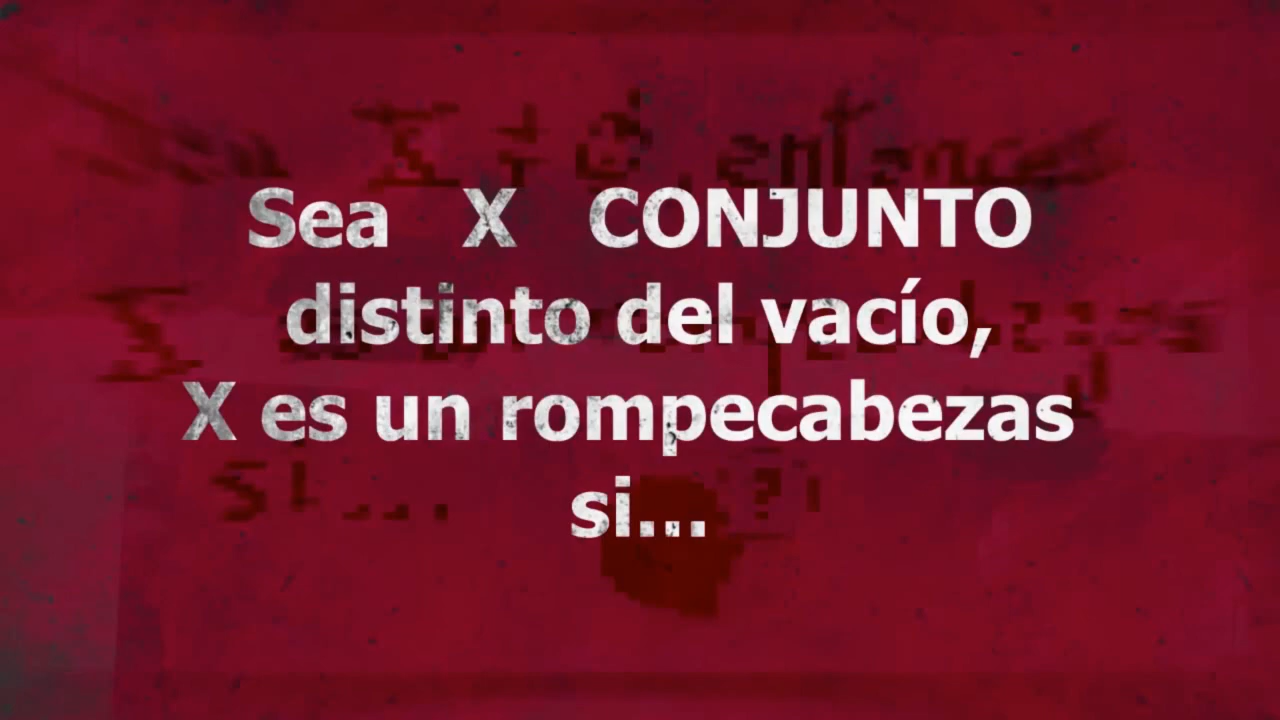 Sea X CONJUNTO
distinto del vacío,
X es un rompecabezas
si...